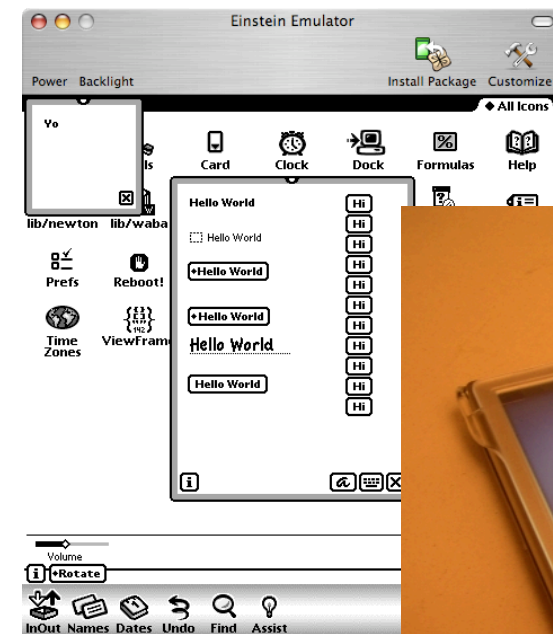 Einstein Emulator
Power Backlight Install Package Customize
◆ All Icons
Yo
ls Card Clock Dock Formulas Help
Hello World Hi
Hi
Hello World Hi
Hi
◆Hello World Hi
Hi
◆Hello World Hi
Hello World Hi
Hi
Hello World Hi
Hi
lib/newton lib/waba
Prefs Reboot!
Time Zones ViewFram
i a
Volume
i ◆Rotate
InOut Names Dates Undo Find Assist